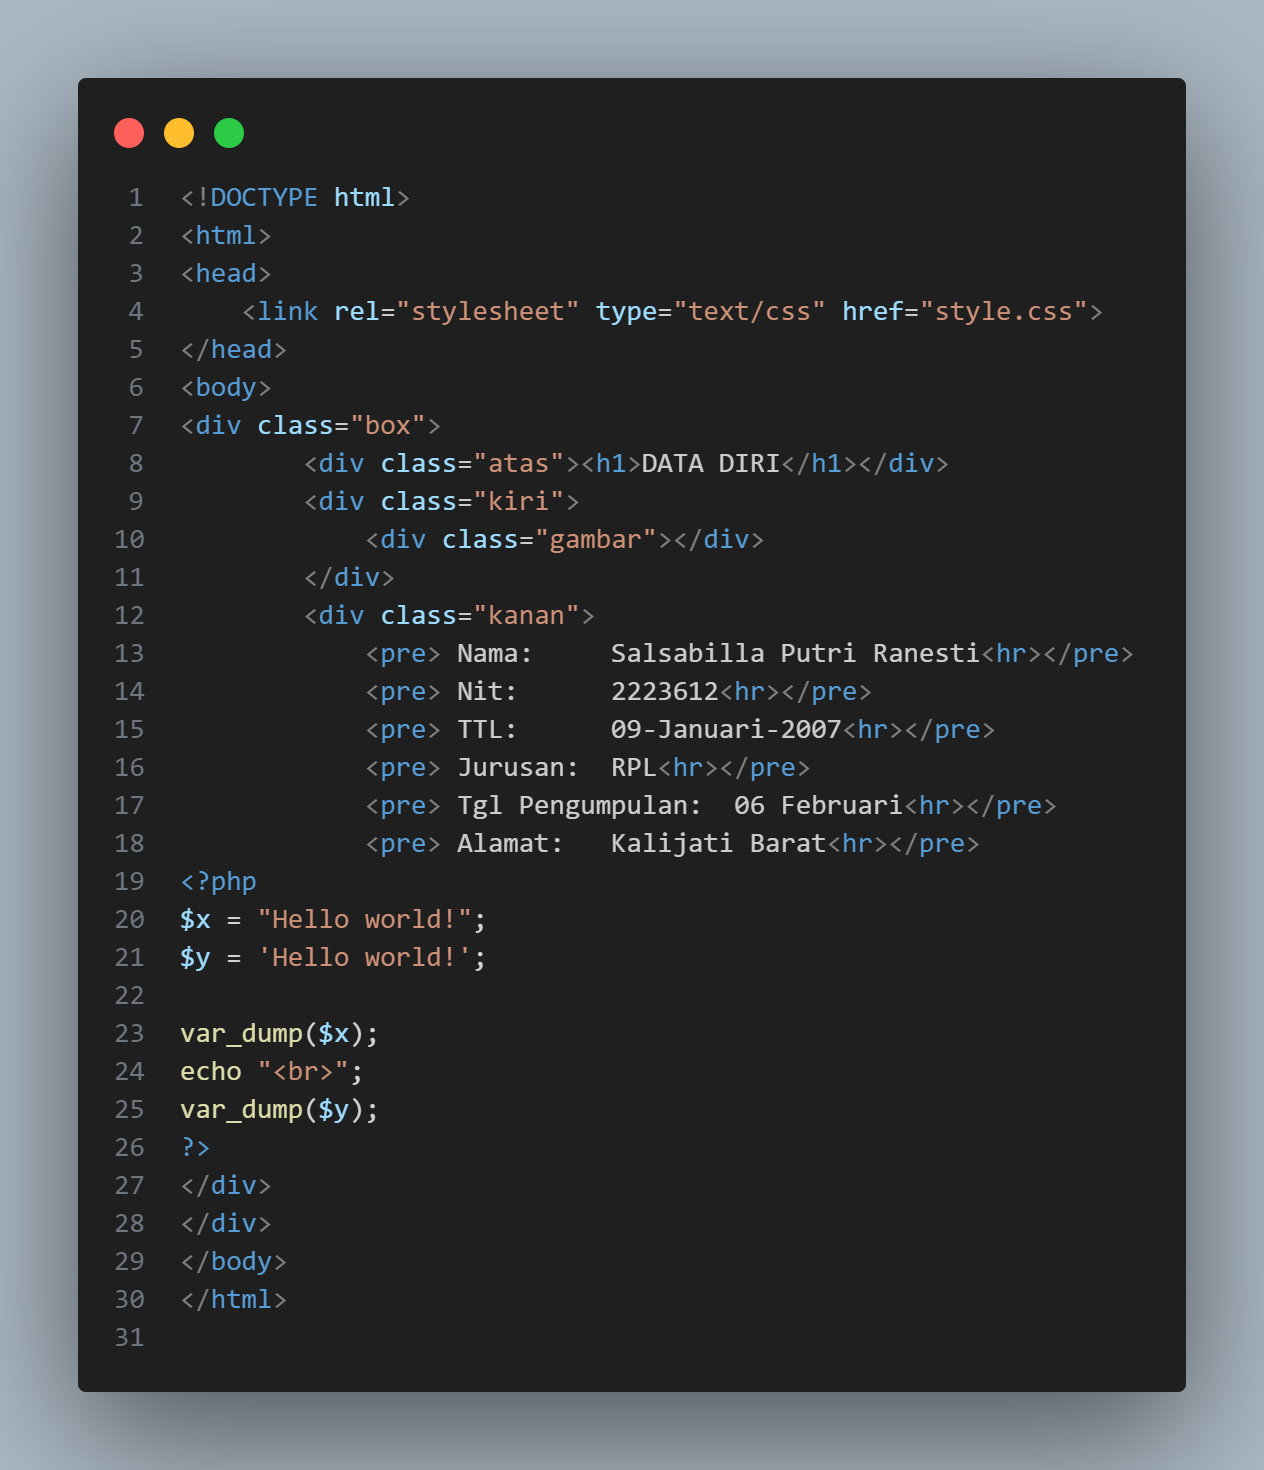 1 <!DOCTYPE html>
2 <html>
3 <head>
4     <link rel="stylesheet" type="text/css" href="style.css">
5 </head>
6 <body>
7 <div class="box">
8         <div class="atas"><h1>DATA DIRI</h1></div>
9         <div class="kiri">
10             <div class="gambar"></div>
11         </div>
12         <div class="kanan">
13             <pre> Nama:     Salsabilla Putri Ranesti<hr></pre>
14             <pre> Nit:      2223612<hr></pre>
15             <pre> TTL:      09-Januari-2007<hr></pre>
16             <pre> Jurusan:  RPL<hr></pre>
17             <pre> Tgl Pengumpulan:  06 Februari<hr></pre>
18             <pre> Alamat:   Kalijati Barat<hr></pre>
19 <?php
20 $x = "Hello world!";
21 $y = 'Hello world!';
22
23 var_dump($x);
24 echo "<br>";
25 var_dump($y);
26 ?>
27 </div>
28 </div>
29 </body>
30 </html>
31